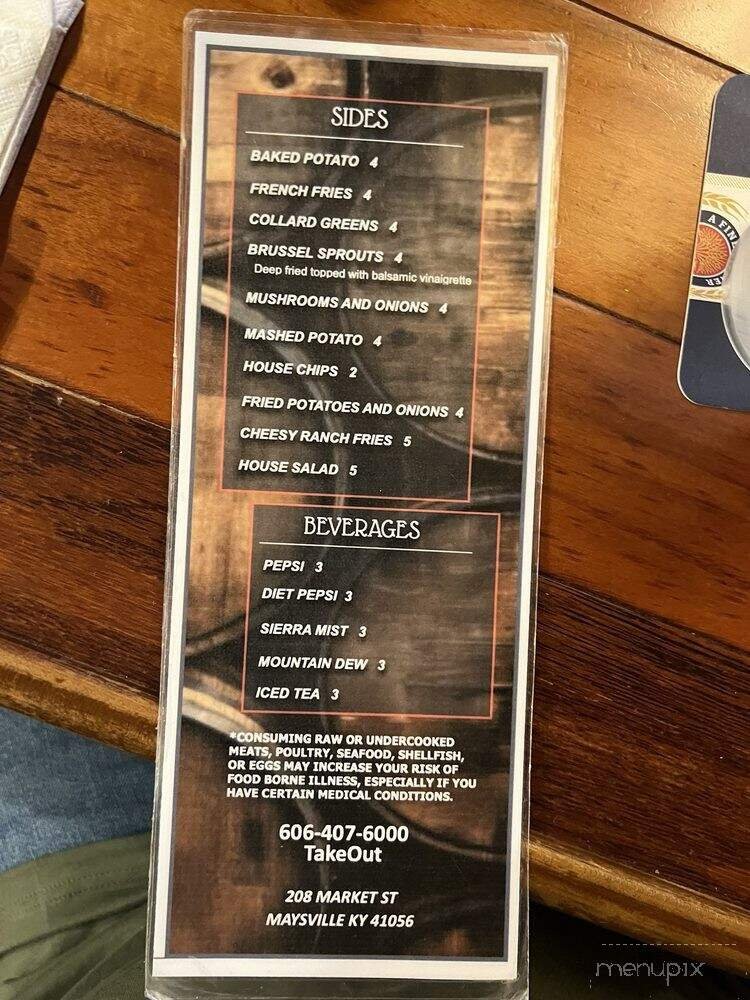 SIDES
BAKED POTATO 4
FRENCH FRIES 4
COLLARD GREENS 4
BRUSSEL SPROUTS 4
Deep fried topped with balsamic vinaigrette
MUSHROOMS AND ONIONS 4
MASHED POTATO 4
HOUSE CHIPS 2
FRIED POTATOES AND ONIONS 4
CHEESY RANCH FRIES 5
HOUSE SALAD 5
BEVERAGES
PEPSI 3
DIET PEPSI 3
SIERRA MIST 3
MOUNTAIN DEW 3
ICED TEA 3
*CONSUMING RAW OR UNDERCOOKED
MEATS, POULTRY, SEAFOOD, SHELLFISH,
OR EGGS MAY INCREASE YOUR RISK OF
FOOD BORNE ILLNESS, ESPECIALLY IF YOU
HAVE CERTAIN MEDICAL CONDITIONS.
606-407-6000
TakeOut
208 MARKET ST
MAYSVILLE KY 41056
A FIN
menupix